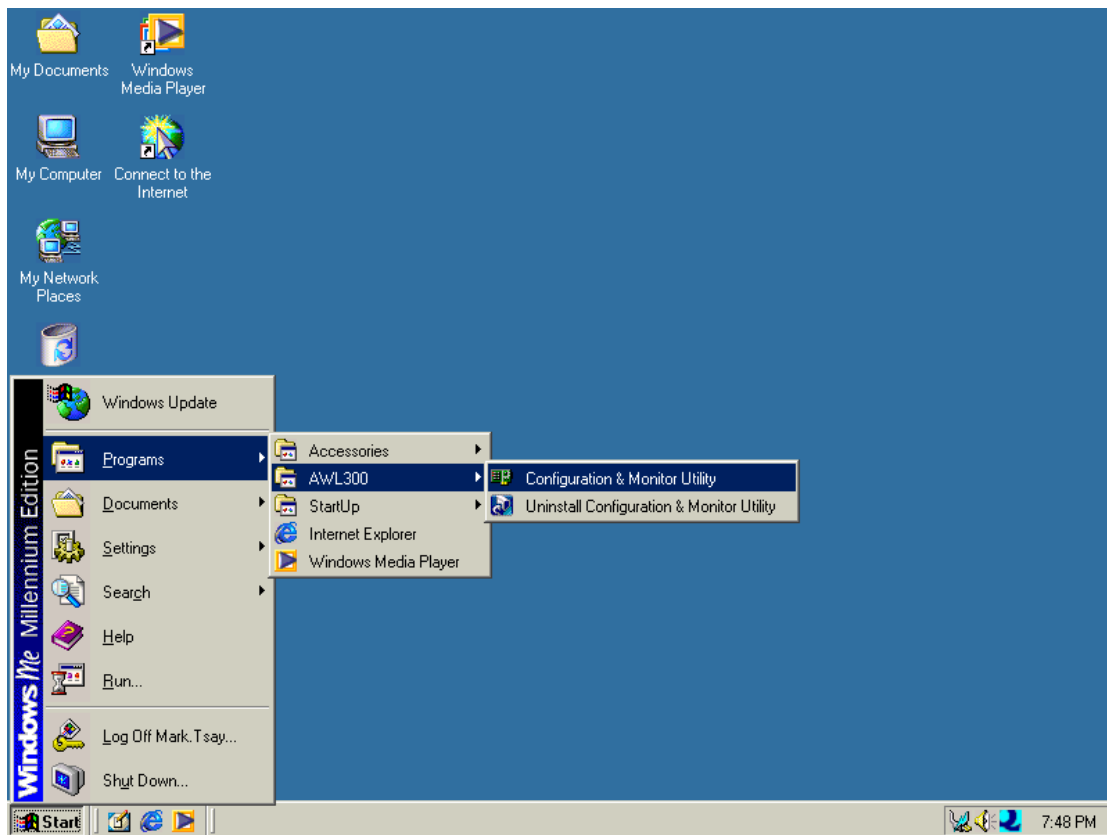 My Documents
Windows
Media Player
My Computer
Connect to the
Internet
My Network
Places
Windows Me Millennium Edition
Windows Update
Programs
Documents
Settings
Search
Help
Run...
Log Off Mark.Tsay...
Shut Down...
Accessories
AWL300
StartUp
Internet Explorer
Windows Media Player
Configuration & Monitor Utility
Uninstall Configuration & Monitor Utility
Start
7:48 PM